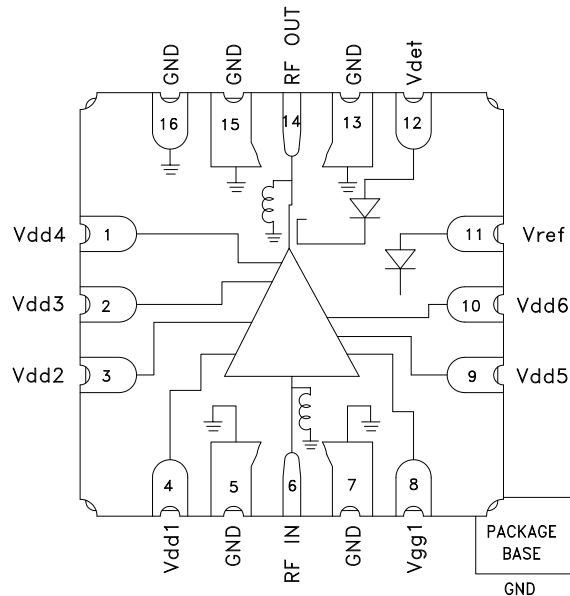 GND
GND
RF OUT
GND
Vdet
16
15
14
13
12
Vdd4
1
11
Vref
Vdd3
2
10
Vdd6
Vdd2
3
9
Vdd5
4
5
6
7
8
Vdd1
GND
RF IN
GND
Vgg1
PACKAGE
BASE
GND